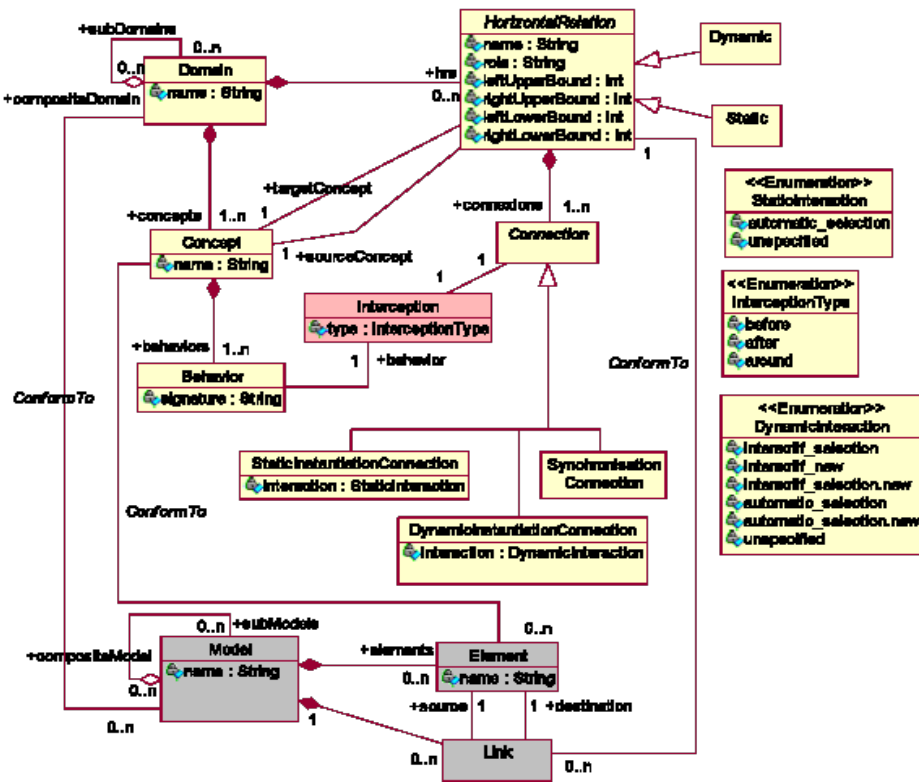 +subDomains
0..n
HorizontalRelation
name : String
role : String
leftUpperBound : Int
rightUpperBound : Int
leftLowerBound : Int
rightLowerBound : Int
Dynamic
Static
0..n
Domain
name : String
+compositeDomain
+hrs
0..n
1
1
+targetConcept
+concepts
1..n
1
+sourceConcept
Concept
name : String
+connexions
1..n
Connection
<<Enumeration>>
StaticInteraction
automatic_selection
unspecified
1
1
Interception
type : InterceptionType
<<Enumeration>>
InterceptionType
before
after
around
+behaviors
1..n
1
+behavior
Behavior
signature : String
ConformTo
ConformTo
<<Enumeration>>
DynamicInteraction
interactif_selection
interactif_new
interactif_selection.new
automatic_selection
automatic_selection.new
unspecified
StaticInstantiationConnection
interaction : StaticInteraction
Synchronisation
Connection
ConformTo
DynamicInstantiationConnection
interaction : DynamicInteraction
0..n
+subModels
0..n
+compositeModel
0..n
0..n
Model
name : String
+elements
0..n
Element
name : String
+source
1
1
+destination
1
0..n
Link
0..n